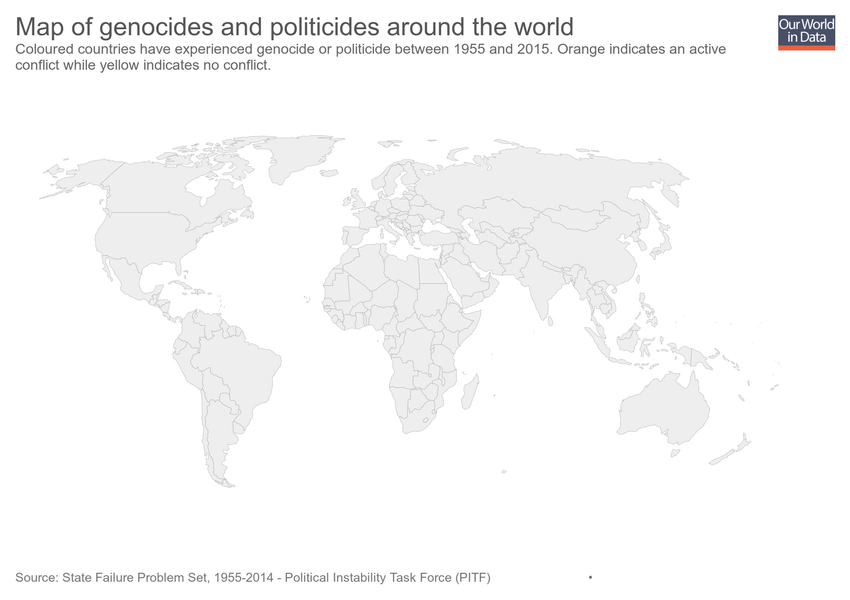 Map of genocides and politicides around the world
Our World
in Data
Coloured countries have experienced genocide or politicide between 1955 and 2015. Orange indicates an active
conflict while yellow indicates no conflict.
Source: State Failure Problem Set, 1955-2014 - Political Instability Task Force (PITF)
•